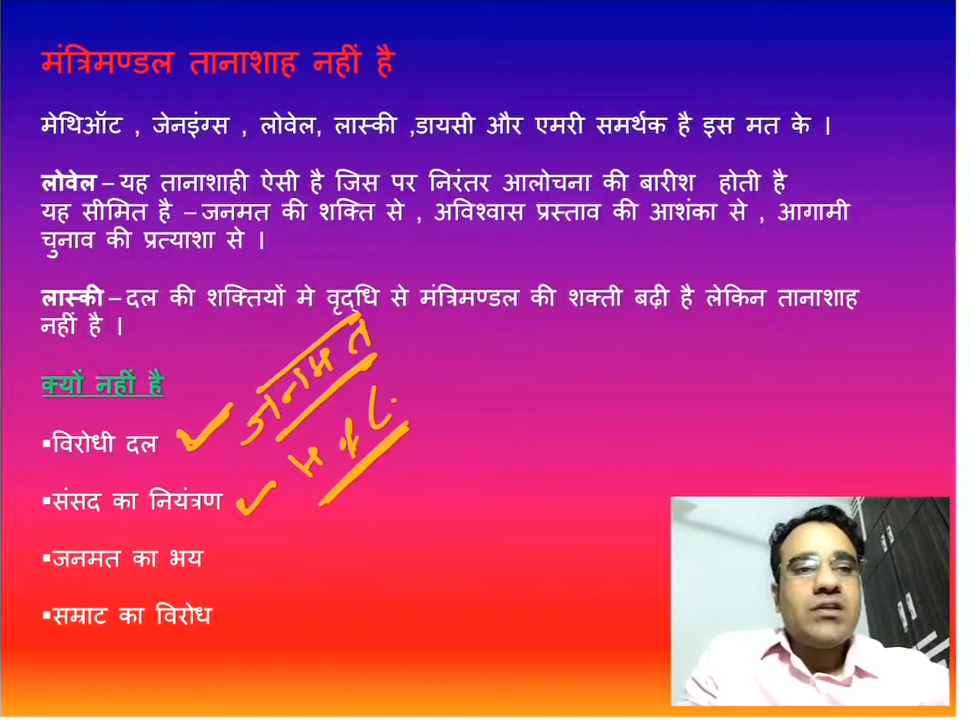 मंत्रिमण्डल तानाशाह नहीं है
मेथिऑट , जेनइंग्स , लोवेल, लास्की ,डायसी और एमरी समर्थक है इस मत के ।
लोवेल – यह तानाशाही ऐसी है जिस पर निरंतर आलोचना की बारीश होती है
यह सीमित है – जनमत की शक्ति से , अविश्वास प्रस्ताव की आशंका से , आगामी
चुनाव की प्रत्याशा से ।
लास्की – दल की शक्तियों मे वृद्धि से मंत्रिमण्डल की शक्ती बढ़ी है लेकिन तानाशाह
नहीं है ।
क्यों नहीं है
▪विरोधी दल
▪संसद का नियंत्रण
▪जनमत का भय
▪सम्राट का विरोध
जनमत